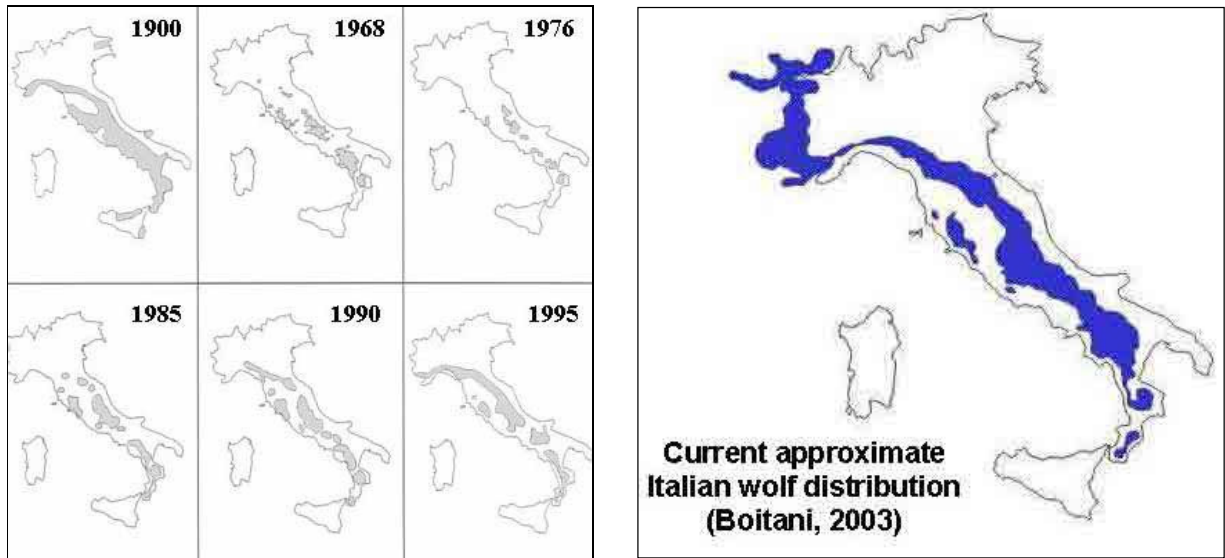 1900
1968
1976
1985
1990
1995
Current approximate
Italian wolf distribution
(Boitani, 2003)